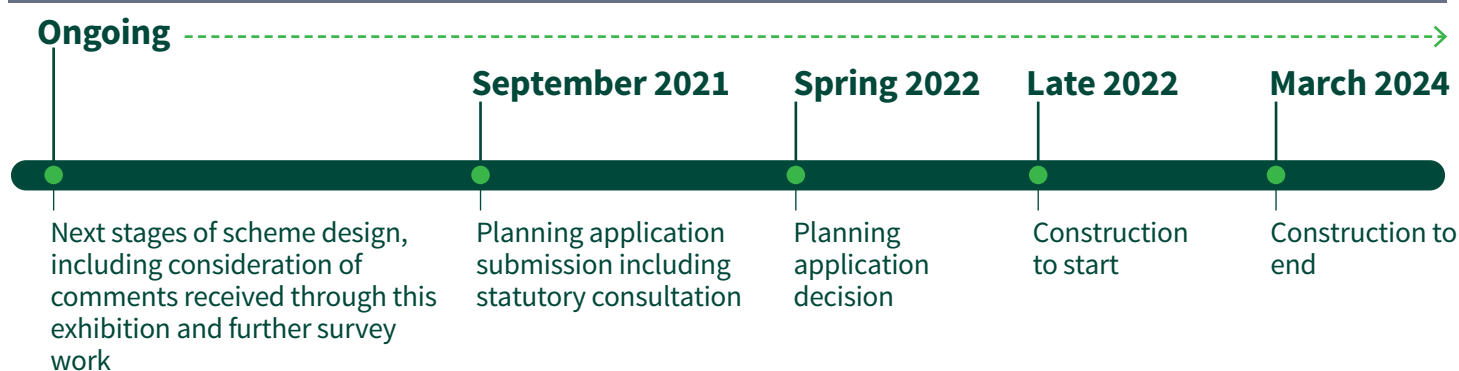 Ongoing
September 2021
Spring 2022
Late 2022
March 2024
Next stages of scheme design,
including consideration of
comments received through this
exhibition and further survey
work
Planning application
submission including
statutory consultation
Planning
application
decision
Construction
to start
Construction to
end